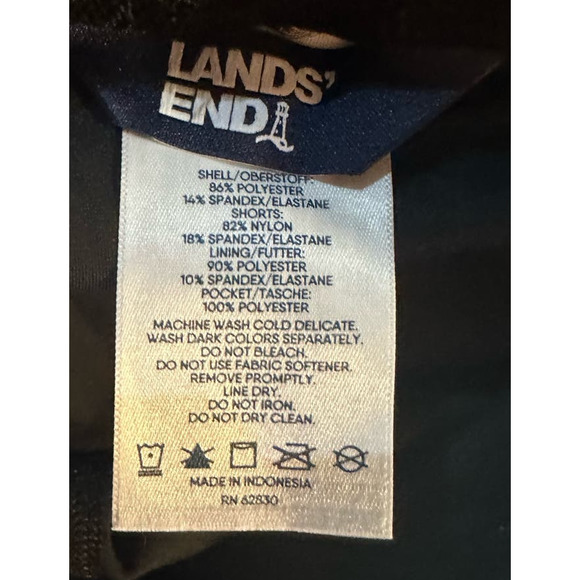 LANDS'
END
SHELL/OBERSTOFF:
86% POLYESTER
14% SPANDEX/ELASTANE
SHORTS:
82% NYLON
18% SPANDEX/ELASTANE
LINING/FUTTER:
90% POLYESTER
10% SPANDEX/ELASTANE
POCKET/TASCHE:
100% POLYESTER
MACHINE WASH COLD DELICATE.
WASH DARK COLORS SEPARATELY.
DO NOT BLEACH.
DO NOT USE FABRIC SOFTENER.
REMOVE PROMPTLY.
LINE DRY.
DO NOT IRON.
DO NOT DRY CLEAN.
MADE IN INDONESIA
RN 62830